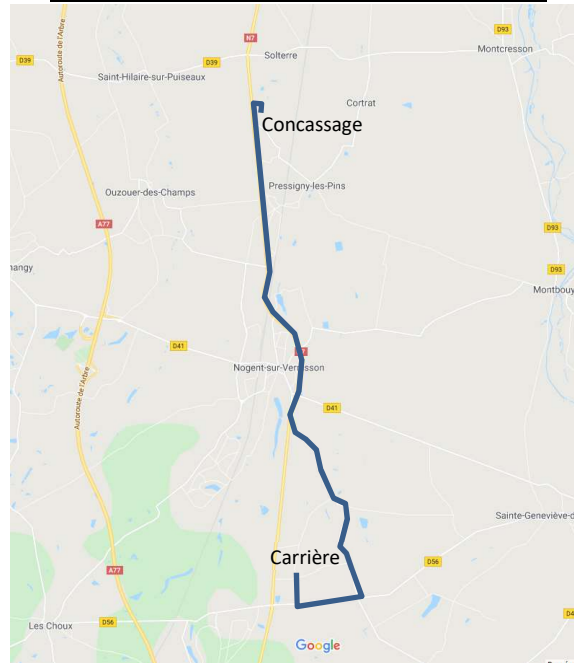 N7
D93
Montcresson
Solterre
D39
D39
Autoroute de l'Arbre
Saint-Hilaire-sur-Puiseaux
Cortrat
Concassage
Pressigny-les-Pins
Ouzouer-des-Champs
A77
D93
D93
Montbouy
D41
Nogent-sur-Vernisson
Autoroute de l'Arbre
D41
Sainte-Geneviève-d
Carrière
D56
A77
Les Choux
D56
Google